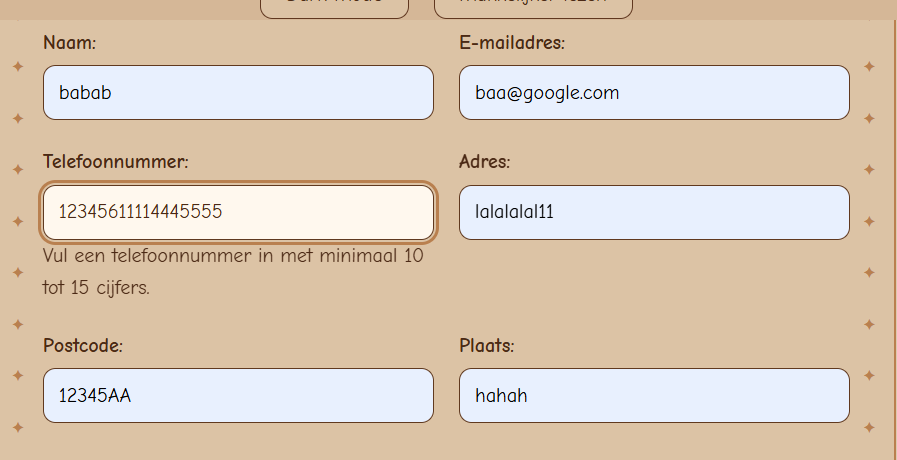 Naam:
E-mailadres:
babab
baa@google.com
Telefoonnummer:
Adres:
12345611114445555
lalalalal11
Vul een telefoonnummer in met minimaal 10
tot 15 cijfers.
Postcode:
Plaats:
12345AA
hahah